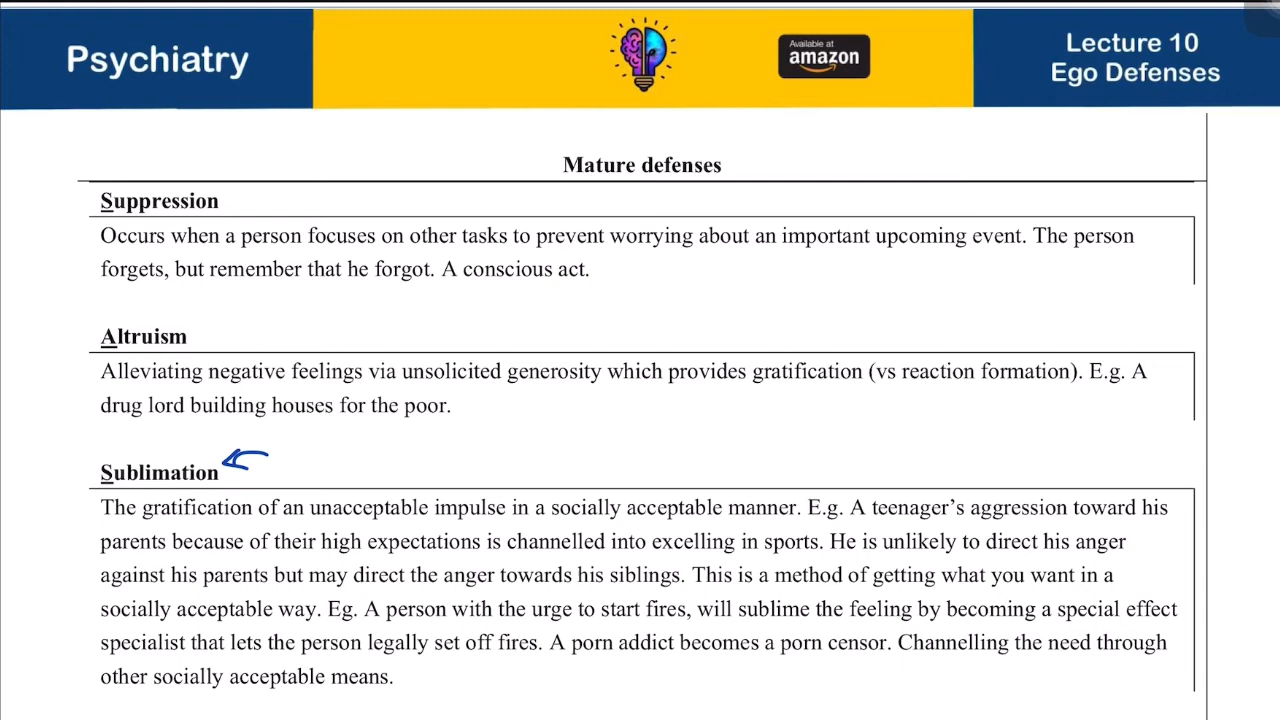 Psychiatry
Available at
amazon
Lecture 10
Ego Defenses
Mature defenses
Suppression
Occurs when a person focuses on other tasks to prevent worrying about an important upcoming event. The person
forgets, but remember that he forgot. A conscious act.
Altruism
Alleviating negative feelings via unsolicited generosity which provides gratification (vs reaction formation). E.g. A
drug lord building houses for the poor.
Sublimation
The gratification of an unacceptable impulse in a socially acceptable manner. E.g. A teenager’s aggression toward his
parents because of their high expectations is channelled into excelling in sports. He is unlikely to direct his anger
against his parents but may direct the anger towards his siblings. This is a method of getting what you want in a
socially acceptable way. Eg. A person with the urge to start fires, will sublime the feeling by becoming a special effect
specialist that lets the person legally set off fires. A porn addict becomes a porn censor. Channelling the need through
other socially acceptable means.